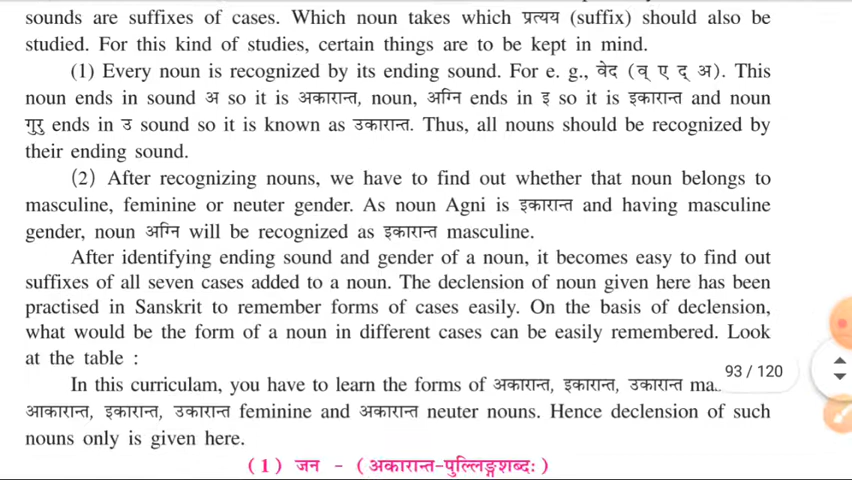 sounds are suffixes of cases. Which noun takes which प्रत्यय (suffix) should also be
studied. For this kind of studies, certain things are to be kept in mind.
(1) Every noun is recognized by its ending sound. For e. g., वेद (व् ए द् अ). This
noun ends in sound अ so it is अकारान्त, noun, अग्नि ends in इ so it is इकारान्त and noun
गुरु ends in उ sound so it is known as उकारान्त. Thus, all nouns should be recognized by
their ending sound.
(2) After recognizing nouns, we have to find out whether that noun belongs to
masculine, feminine or neuter gender. As noun Agni is इकारान्त and having masculine
gender, noun अग्नि will be recognized as इकारान्त masculine.
After identifying ending sound and gender of a noun, it becomes easy to find out
suffixes of all seven cases added to a noun. The declension of noun given here has been
practised in Sanskrit to remember forms of cases easily. On the basis of declension,
what would be the form of a noun in different cases can be easily remembered. Look
at the table :
93 / 120
In this curriculam, you have to learn the forms of अकारान्त, इकारान्त, उकारान्त
आकारान्त, इकारान्त, उकारान्त feminine and अकारान्त neuter nouns. Hence declension of such
nouns only is given here.
(1) जन - (अकारान्त-पुल्लिङ्गशब्दः)